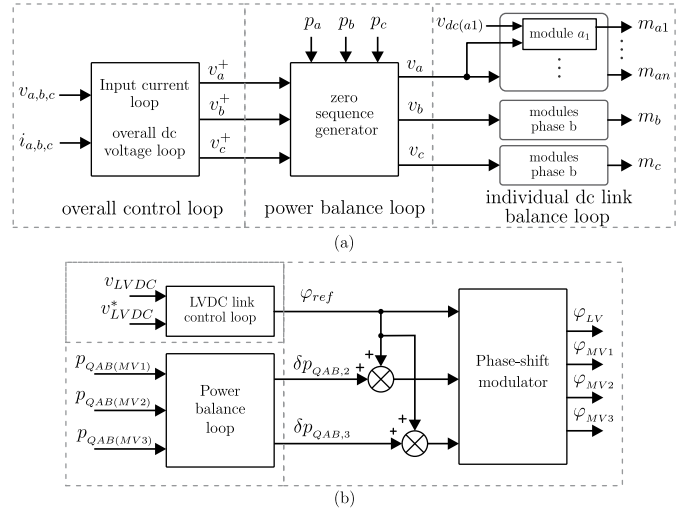 p_a p_b p_c
v_{a,b,c}
i_{a,b,c}
Input current
loop
overall dc
voltage loop
v_a^+
v_b^+
v_c^+
zero
sequence
generator
v_a
v_b
v_c
v_{dc(a1)}
module a_1
⋮
modules
phase b
modules
phase b
m_{a1}
⋮
m_{an}
m_b
m_c
overall control loop
power balance loop
individual dc link
balance loop
(a)
v_{LVDC}
v^*_{LVDC}
LVDC link
control loop
φ_{ref}
p_{QAB(MV1)}
p_{QAB(MV2)}
p_{QAB(MV3)}
Power
balance
loop
δp_{QAB,2}
δp_{QAB,3}
+
+
+
+
Phase-shift
modulator
φ_{LV}
φ_{MV1}
φ_{MV2}
φ_{MV3}
(b)